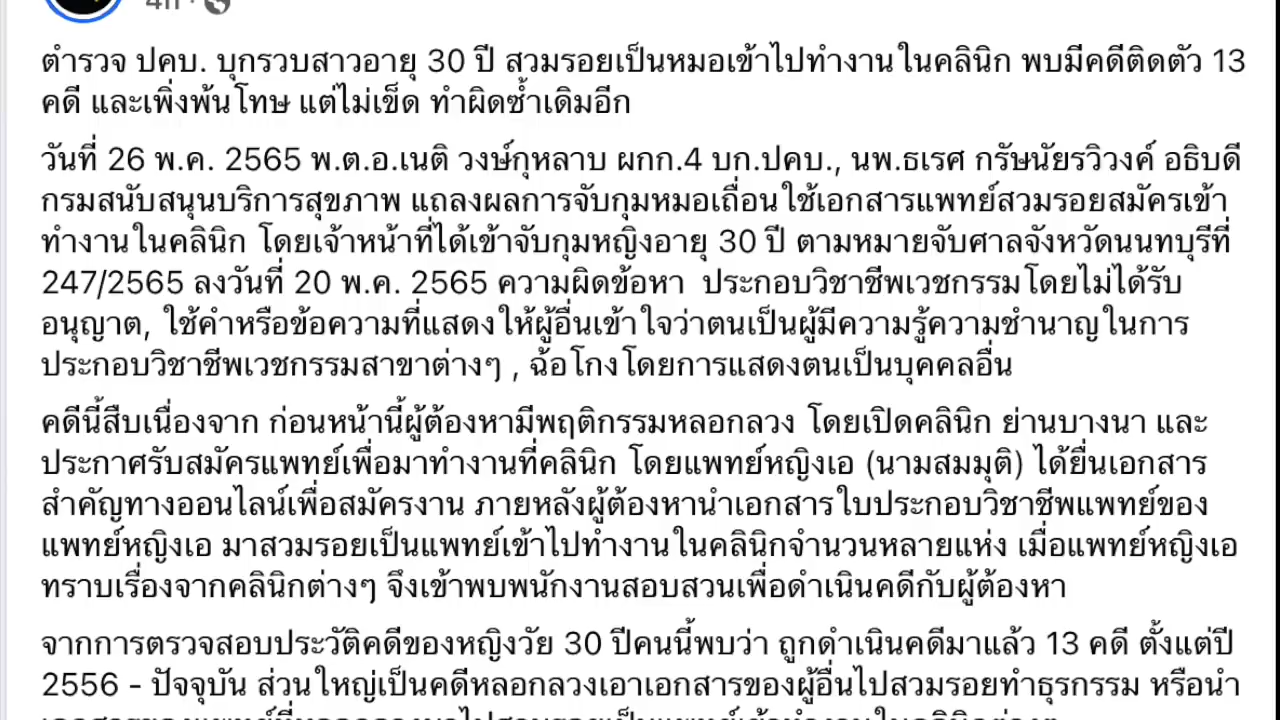 4h
ตำรวจ ปคบ. บุกรวบสาวอายุ 30 ปี สวมรอยเป็นหมอเข้าไปทำงานในคลินิก พบมีคดีติดตัว 13
คดี และเพิ่งพ้นโทษ แต่ไม่เข็ด ทำผิดซ้ำเดิมอีก
วันที่ 26 พ.ค. 2565 พ.ต.อ.เนติ วงษ์กุหลาบ ผกก.4 บก.ปคบ., นพ.ธเรศ กรัษนัยรวิวงค์ อธิบดี
กรมสนับสนุนบริการสุขภาพ แถลงผลการจับกุมหมอเถื่อนใช้เอกสารแพทย์สวมรอยสมัครเข้า
ทำงานในคลินิก โดยเจ้าหน้าที่ได้เข้าจับกุมหญิงอายุ 30 ปี ตามหมายจับศาลจังหวัดนนทบุรีที่
247/2565 ลงวันที่ 20 พ.ค. 2565 ความผิดข้อหา ประกอบวิชาชีพเวชกรรมโดยไม่ได้รับ
อนุญาต, ใช้คำหรือข้อความที่แสดงให้ผู้อื่นเข้าใจว่าตนเป็นผู้มีความรู้ความชำนาญในการ
ประกอบวิชาชีพเวชกรรมสาขาต่างๆ , ฉ้อโกงโดยการแสดงตนเป็นบุคคลอื่น
คดีนี้สืบเนื่องจาก ก่อนหน้านี้ผู้ต้องหามีพฤติกรรมหลอกลวง โดยเปิดคลินิก ย่านบางนา และ
ประกาศรับสมัครแพทย์เพื่อมาทำงานที่คลินิก โดยแพทย์หญิงเอ (นามสมมุติ) ได้ยื่นเอกสาร
สำคัญทางออนไลน์เพื่อสมัครงาน ภายหลังผู้ต้องหานำเอกสารใบประกอบวิชาชีพแพทย์ของ
แพทย์หญิงเอ มาสวมรอยเป็นแพทย์เข้าไปทำงานในคลินิกจำนวนหลายแห่ง เมื่อแพทย์หญิงเอ
ทราบเรื่องจากคลินิกต่างๆ จึงเข้าพบพนักงานสอบสวนเพื่อดำเนินคดีกับผู้ต้องหา
จากการตรวจสอบประวัติคดีของหญิงวัย 30 ปีคนนี้พบว่า ถูกดำเนินคดีมาแล้ว 13 คดี ตั้งแต่ปี
2556 - ปัจจุบัน ส่วนใหญ่เป็นคดีหลอกลวงเอาเอกสารของผู้อื่นไปสวมรอยทำธุรกรรม หรือนำ